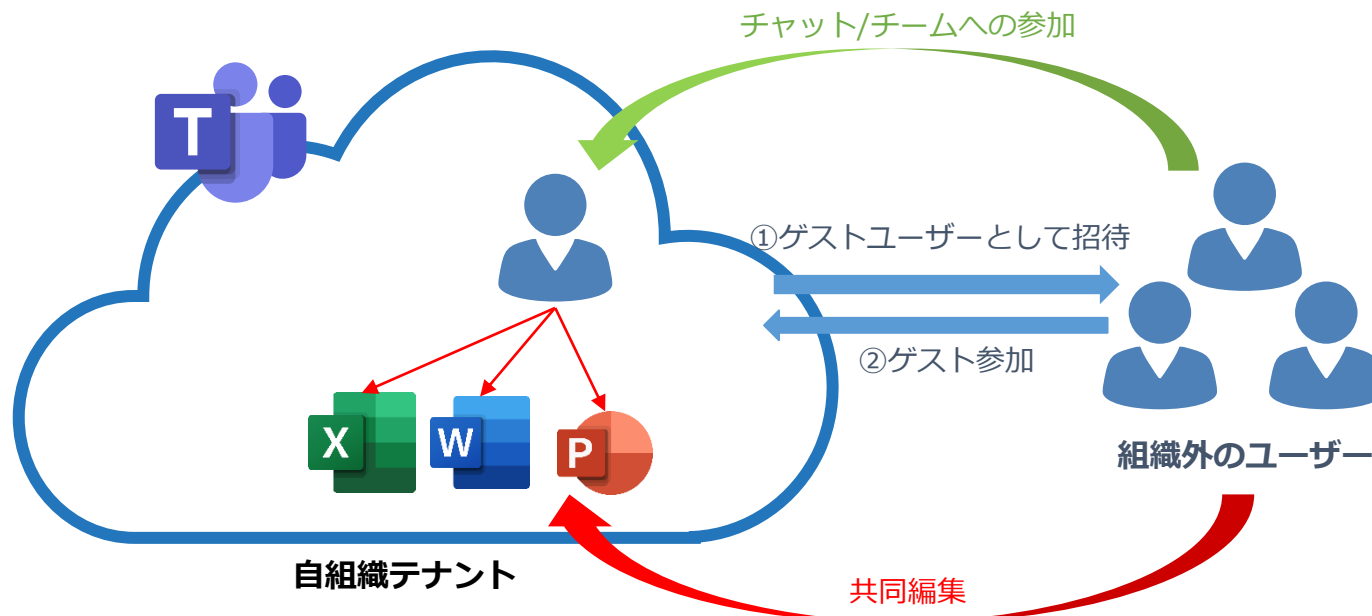 チャット/チームへの参加
T
①ゲストユーザーとして招待
②ゲスト参加
X
W
P
組織外のユーザー
自組織テナント
共同編集